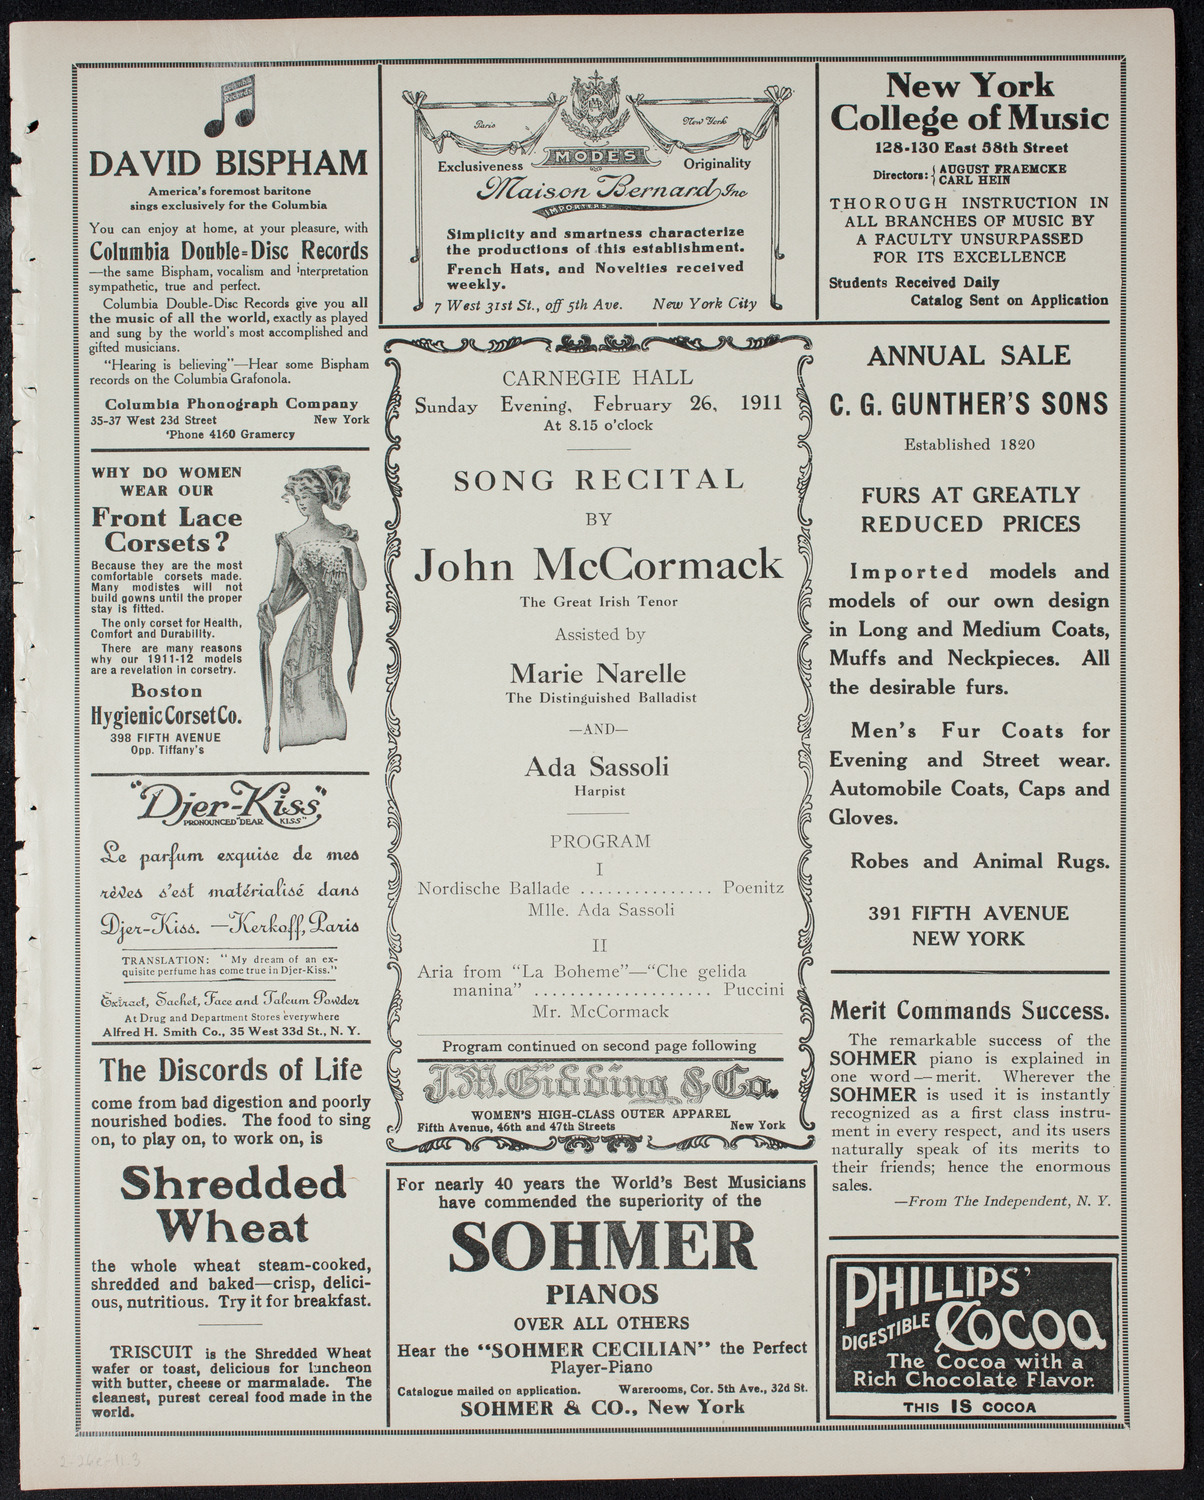 Columbia
Records
DAVID BISPHAM
America's foremost baritone
sings exclusively for the Columbia
You can enjoy at home, at your pleasure, with
Columbia Double-Disc Records
—the same Bispham, vocalism and interpretation
sympathetic, true and perfect.
Columbia Double-Disc Records give you all
the music of all the world, exactly as played
and sung by the world's most accomplished and
gifted musicians.
"Hearing is believing"—Hear some Bispham
records on the Columbia Grafonola.
Columbia Phonograph Company
35-37 West 23d Street New York
'Phone 4160 Gramercy
WHY DO WOMEN
WEAR OUR
Front Lace
Corsets?
Because they are the most
comfortable corsets made.
Many modistes will not
build gowns until the proper
stay is fitted.
The only corset for Health,
Comfort and Durability.
There are many reasons
why our 1911-12 models
are a revelation in corsetry.
Boston
Hygienic Corset Co.
398 FIFTH AVENUE
Opp. Tiffany's
"Djer-Kiss"
PRONOUNCED "DEAR KISS"
Le parfum exquise de mes
rêves s'est matérialisé dans
Djer-Kiss. —Kerkoff, Paris
TRANSLATION: "My dream of an ex-
quisite perfume has come true in Djer-Kiss."
Extract, Sachet, Face and Talcum Powder
At Drug and Department Stores everywhere
Alfred H. Smith Co., 35 West 33d St., N. Y.
The Discords of Life
come from bad digestion and poorly
nourished bodies. The food to sing
on, to play on, to work on, is
Shredded
Wheat
the whole wheat steam-cooked,
shredded and baked—crisp, delici-
ous, nutritious. Try it for breakfast.
TRISCUIT is the Shredded Wheat
wafer or toast, delicious for luncheon
with butter, cheese or marmalade. The
cleanest, purest cereal food made in the
world.
Paris New York
Exclusiveness MODES Originality
Maison Bernard Inc
IMPORTERS
Simplicity and smartness characterize
the productions of this establishment.
French Hats, and Novelties received
weekly.
7 West 31st St., off 5th Ave. New York City
CARNEGIE HALL
Sunday Evening, February 26, 1911
At 8.15 o'clock
SONG RECITAL
BY
John McCormack
The Great Irish Tenor
Assisted by
Marie Narelle
The Distinguished Balladist
—AND—
Ada Sassoli
Harpist
PROGRAM
I
Nordische Ballade ............... Poenitz
Mlle. Ada Sassoli
II
Aria from "La Boheme"—"Che gelida
manina" .................... Puccini
Mr. McCormack
Program continued on second page following
J.M. Gidding & Co.
WOMEN'S HIGH-CLASS OUTER APPAREL
Fifth Avenue, 46th and 47th Streets New York
For nearly 40 years the World's Best Musicians
have commended the superiority of the
SOHMER
PIANOS
OVER ALL OTHERS
Hear the "SOHMER CECILIAN" the Perfect
Player-Piano
Catalogue mailed on application. Warerooms, Cor. 5th Ave., 32d St.
SOHMER & CO., New York
New York
College of Music
128-130 East 58th Street
Directors: { AUGUST FRAEMCKE
CARL HEIN
THOROUGH INSTRUCTION IN
ALL BRANCHES OF MUSIC BY
A FACULTY UNSURPASSED
FOR ITS EXCELLENCE
Students Received Daily
Catalog Sent on Application
ANNUAL SALE
C. G. GUNTHER'S SONS
Established 1820
FURS AT GREATLY
REDUCED PRICES
Imported models and
models of our own design
in Long and Medium Coats,
Muffs and Neckpieces. All
the desirable furs.
Men's Fur Coats for
Evening and Street wear.
Automobile Coats, Caps and
Gloves.
Robes and Animal Rugs.
391 FIFTH AVENUE
NEW YORK
Merit Commands Success.
The remarkable success of the
SOHMER piano is explained in
one word—merit. Wherever the
SOHMER is used it is instantly
recognized as a first class instru-
ment in every respect, and its users
naturally speak of its merits to
their friends; hence the enormous
sales.
—From The Independent, N. Y.
PHILLIPS'
DIGESTIBLE COCOA
The Cocoa with a
Rich Chocolate Flavor.
THIS IS COCOA
2-26e-11.3